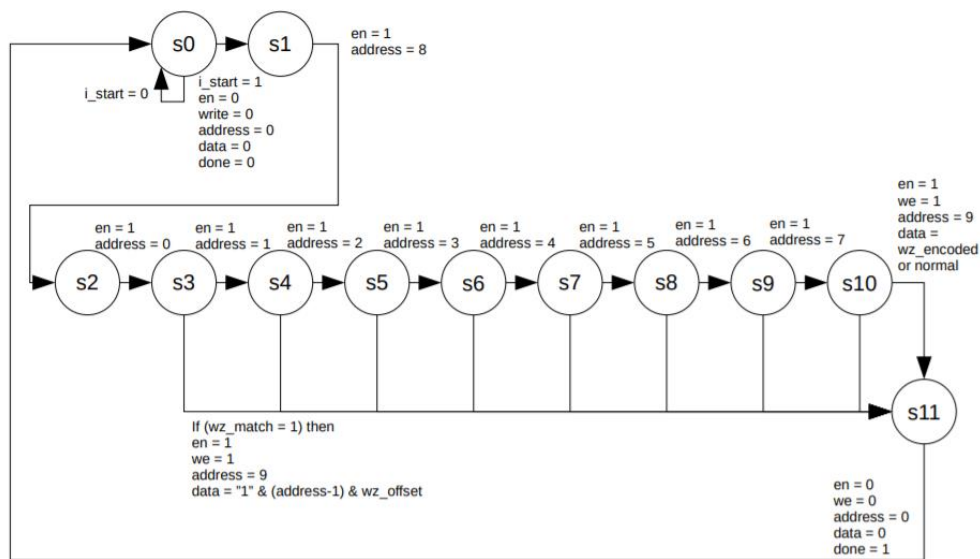 s0
s1
en = 1
address = 8
i_start = 0
i_start = 1
en = 0
write = 0
address = 0
data = 0
done = 0
en = 1
address = 0
en = 1
address = 1
en = 1
address = 2
en = 1
address = 3
en = 1
address = 4
en = 1
address = 5
en = 1
address = 6
en = 1
address = 7
en = 1
we = 1
address = 9
data =
wz_encoded
or normal
s2
s3
s4
s5
s6
s7
s8
s9
s10
s11
If (wz_match = 1) then
en = 1
we = 1
address = 9
data = "1" & (address-1) & wz_offset
en = 0
we = 0
address = 0
data = 0
done = 1